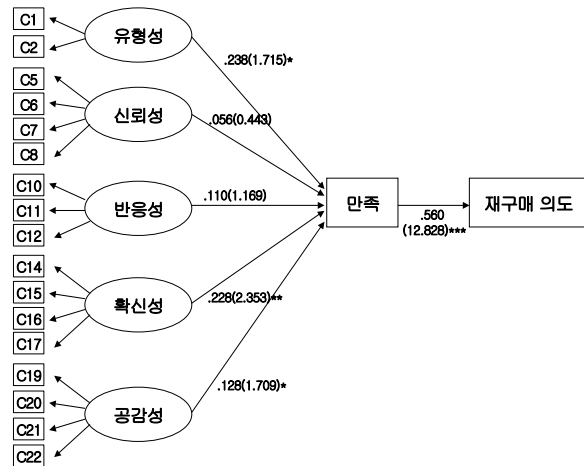 C1
C2
유형성
.238(1.715)*
C5
C6
C7
C8
신뢰성
.056(0.443)
C10
C11
C12
반응성
.110(1.169)
만족
.560
(12.828)***
재구매 의도
C14
C15
C16
C17
확신성
.228(2.353)**
C19
C20
C21
C22
공감성
.128(1.709)*